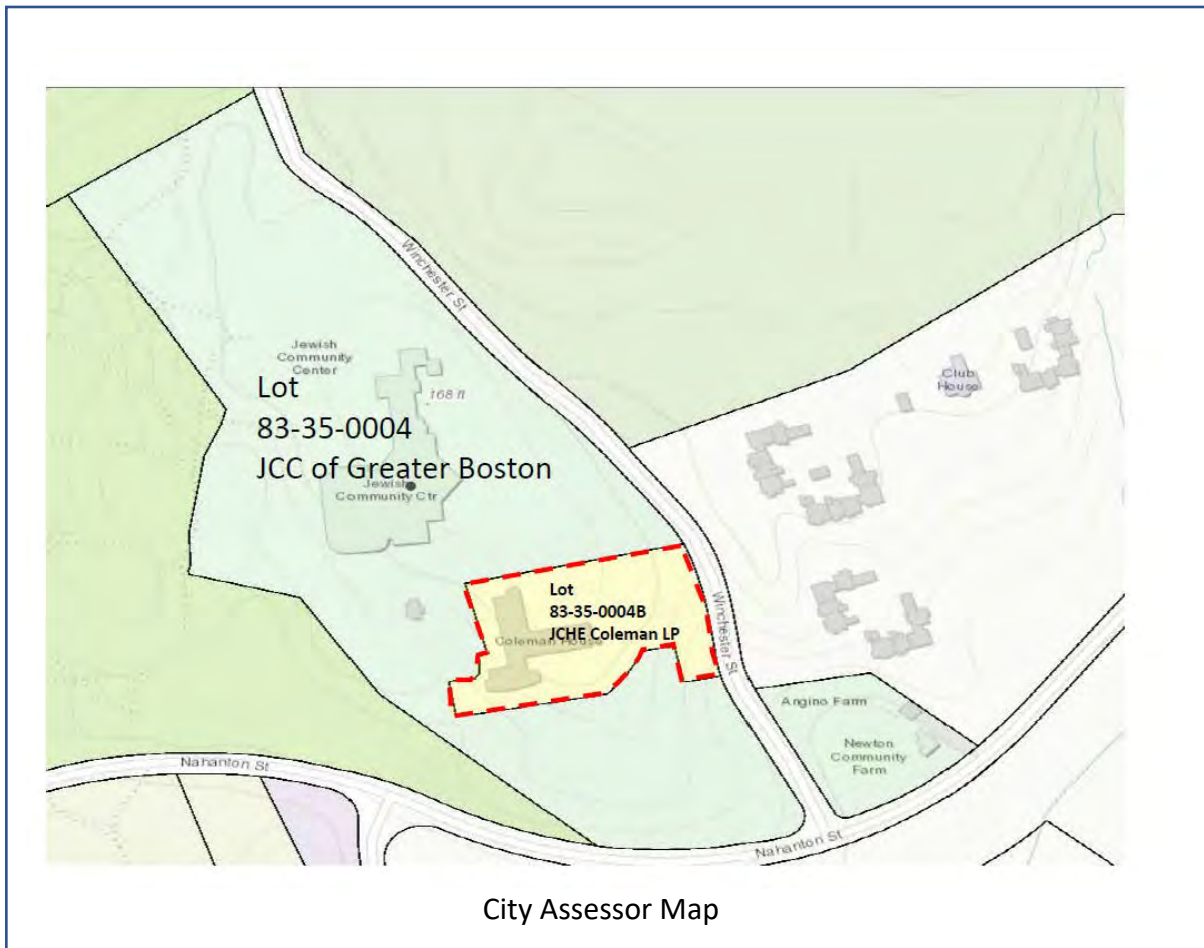 Winchester St
Jewish
Community
Center
168 ft
Lot
83-35-0004
JCC of Greater Boston
Jewish
Community Ctr
Club
House
Lot
83-35-0004B
JCHE Coleman LP
Coleman House
Winchester St
Angino Farm
Newton
Community
Farm
Nahanton St
Nahanton St
City Assessor Map